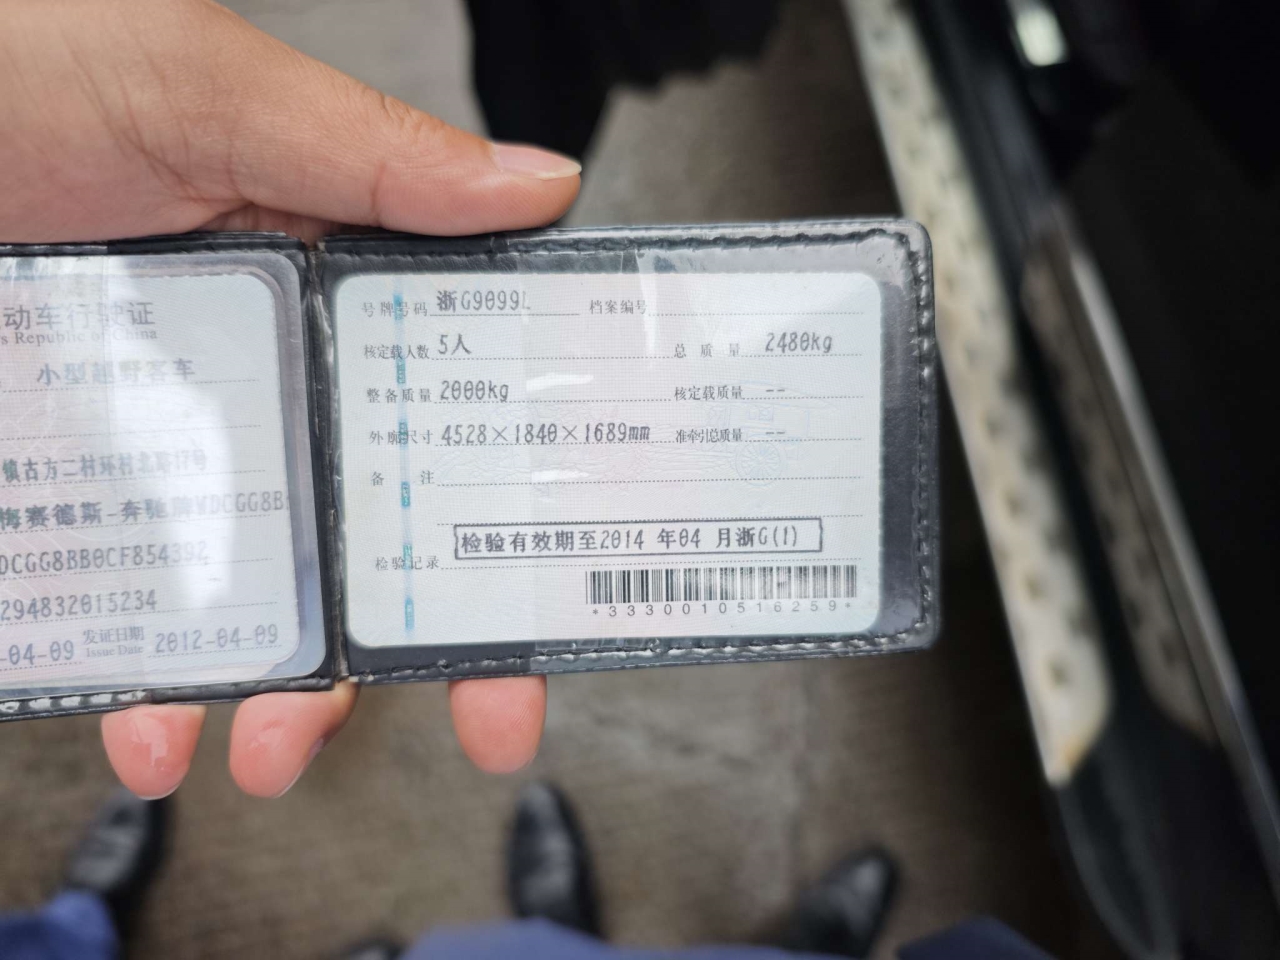 动车行驶证
s Republic of China
小型越野客车
镇古方二村环村北路17号
梅赛德斯-奔驰牌WDCGG8B
DCGG8BB0CF854392
294832015234
-04-09 发证日期 Issue Date 2012-04-09
号牌号码 浙G9099L 档案编号
核定载人数 5人 总质量 2480kg
整备质量 2000kg 核定载质量 --
外廓尺寸 4528×1840×1689mm 准牵引总质量 --
备注
检验记录 检验有效期至2014 年04 月浙G(1)
*3330010516259*